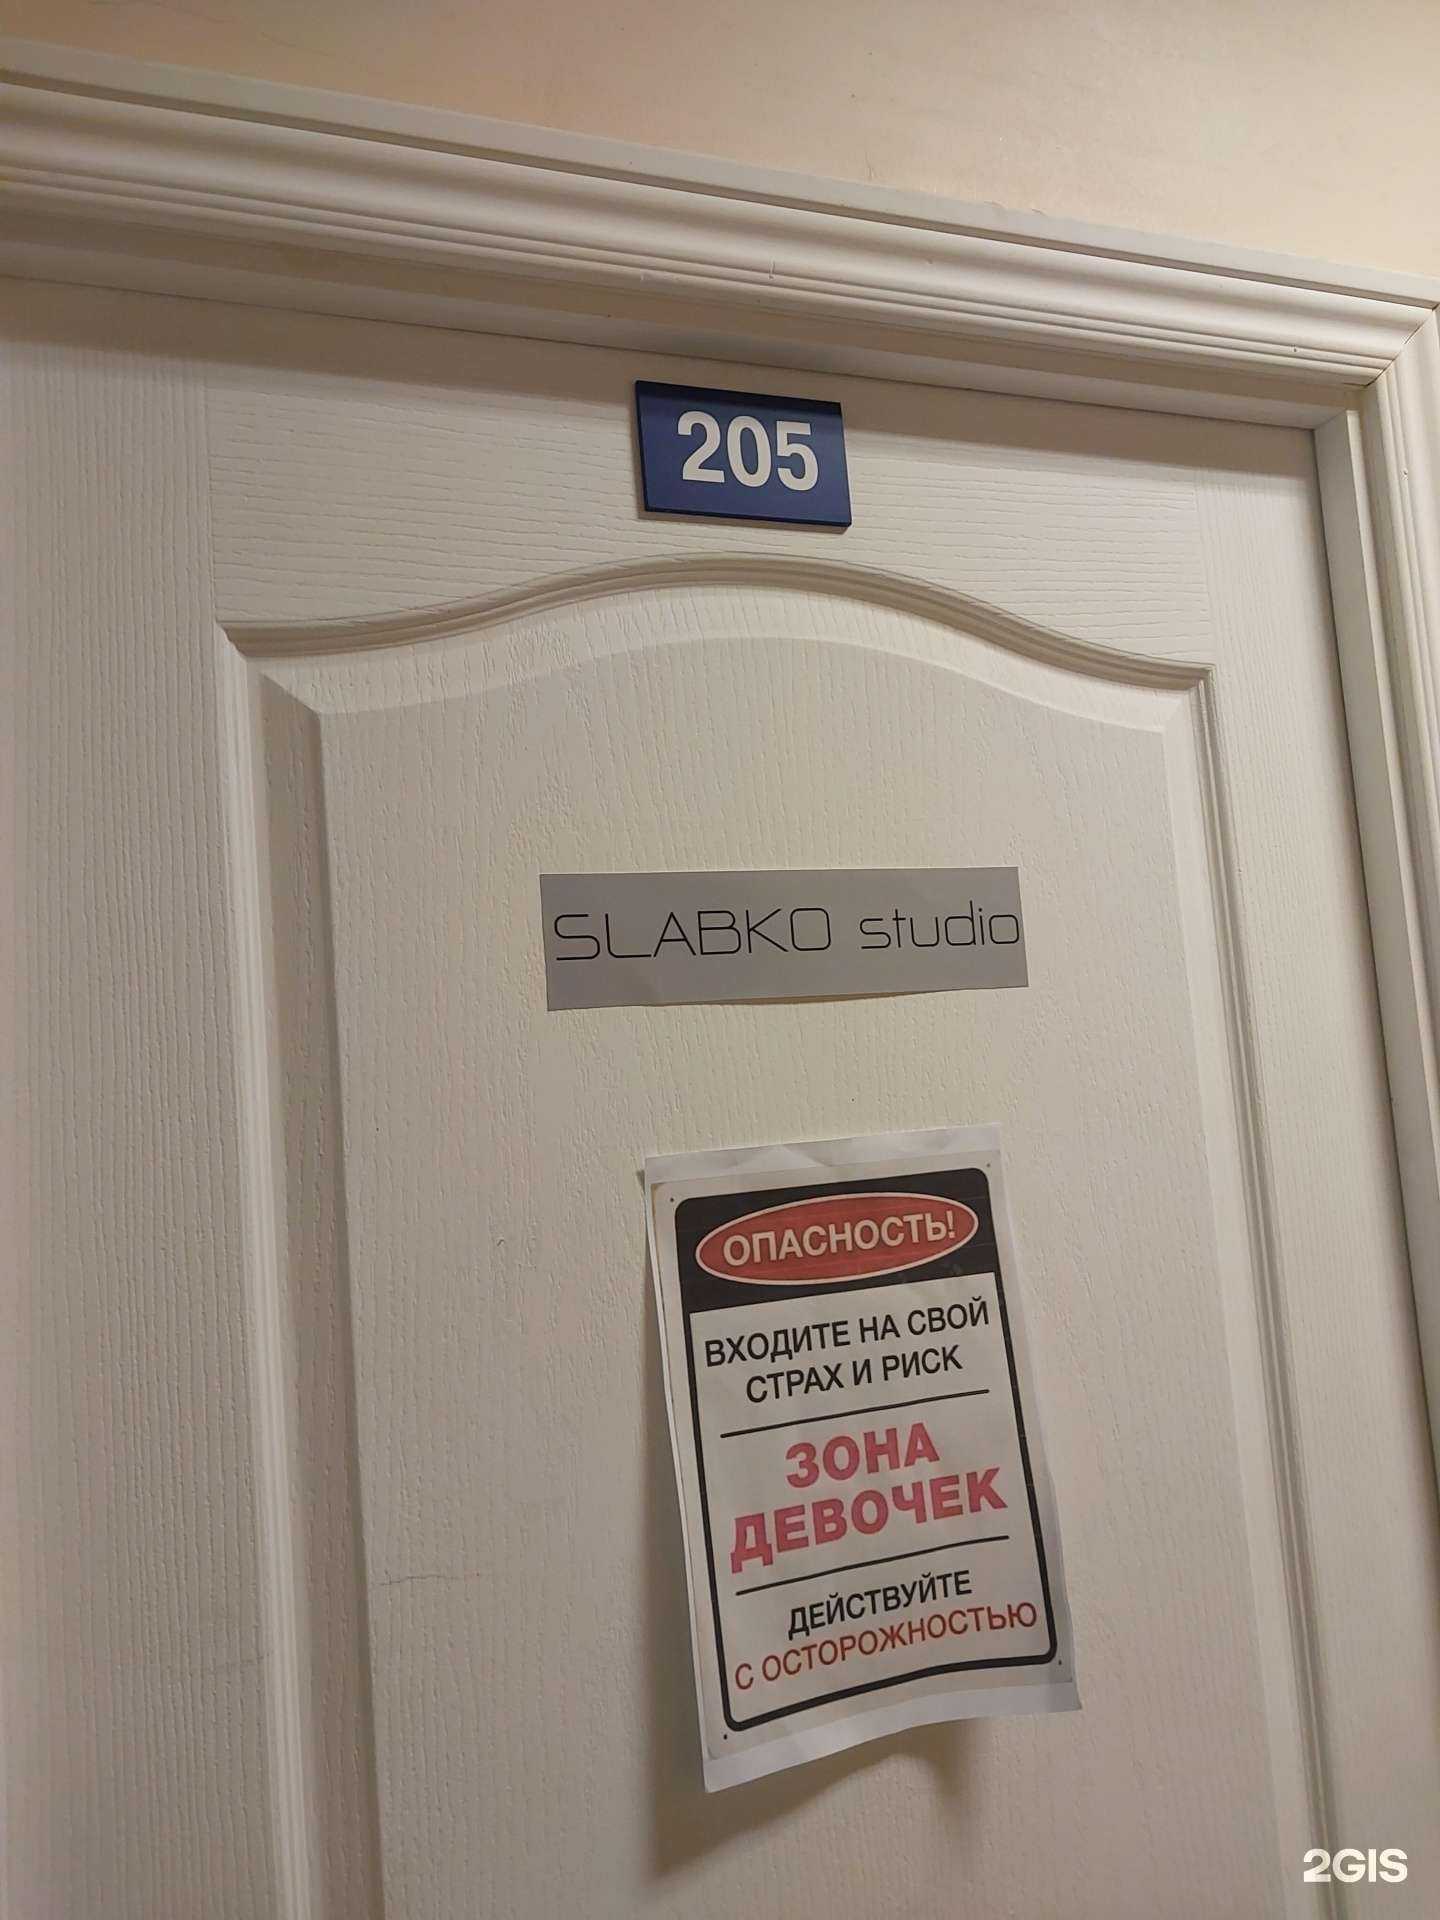 205
SLABKO studio
ОПАСНОСТЬ!
ВХОДИТЕ НА СВОЙ
СТРАХ И РИСК
ЗОНА
ДЕВОЧЕК
ДЕЙСТВУЙТЕ
С ОСТОРОЖНОСТЬЮ
2GIS